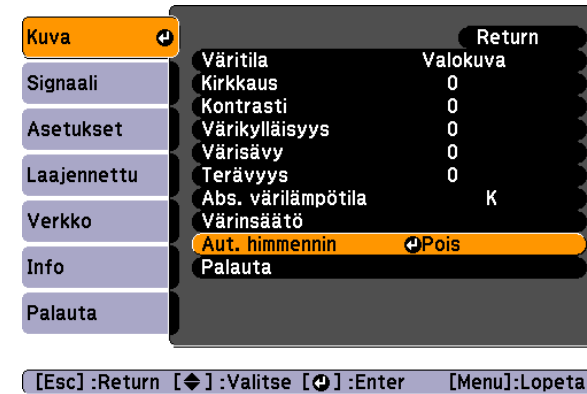 Kuva
Signaali
Asetukset
Laajennettu
Verkko
Info
Palauta
Return
Väritila Valokuva
Kirkkaus 0
Kontrasti 0
Värikylläisyys 0
Värisävy 0
Terävyys 0
Abs. värilämpötila K
Värinsäätö
Aut. himmennin Pois
Palauta
[Esc] :Return [◆] :Valitse [⏎] :Enter [Menu]:Lopeta